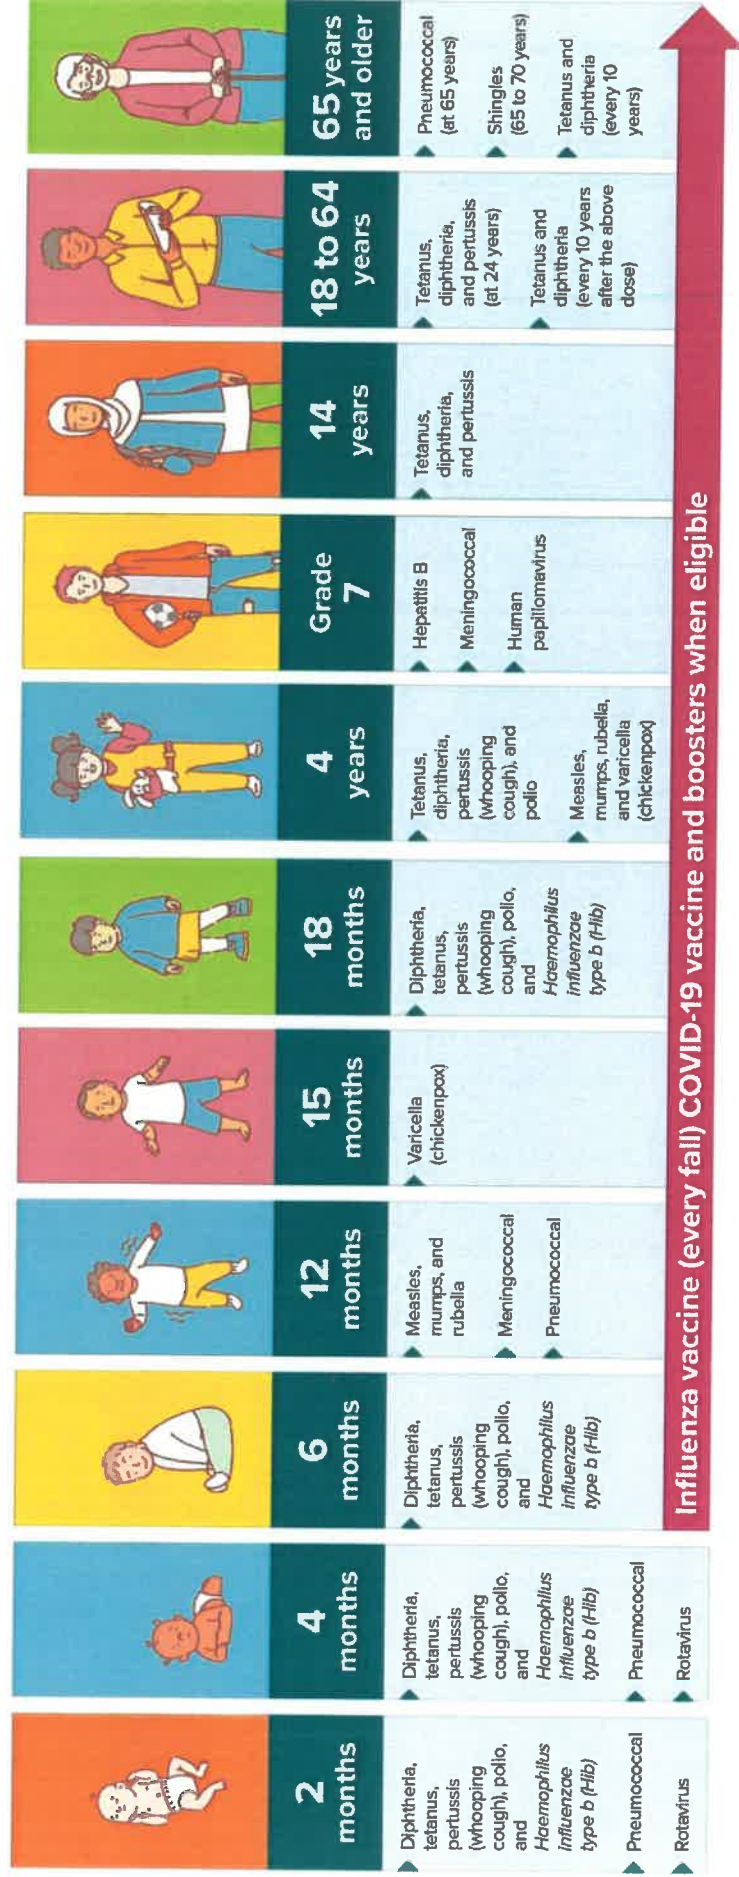 2
months
Diphtheria,
tetanus,
pertussis
(whooping
cough), polio,
and
Haemophilus
influenzae
type b (Hib)
Pneumococcal
Rotavirus
4
months
Diphtheria,
tetanus,
pertussis
(whooping
cough), polio,
and
Haemophilus
influenzae
type b (Hib)
Pneumococcal
Rotavirus
6
months
Diphtheria,
tetanus,
pertussis
(whooping
cough), polio,
and
Haemophilus
influenzae
type b (Hib)
12
months
Measles,
mumps, and
rubella
Meningococcal
Pneumococcal
15
months
Varicella
(chickenpox)
18
months
Diphtheria,
tetanus,
pertussis
(whooping
cough), polio,
and
Haemophilus
influenzae
type b (Hib)
4
years
Tetanus,
diphtheria,
pertussis
(whooping
cough), and
polio
Measles,
mumps, rubella,
and varicella
(chickenpox)
Grade
7
Hepatitis B
Meningococcal
Human
papillomavirus
14
years
Tetanus,
diphtheria,
and pertussis
18 to 64
years
Tetanus,
diphtheria,
and pertussis
(at 24 years)
Tetanus and
diphtheria
(every 10 years
after the above
dose)
65 years
and older
Pneumococcal
(at 65 years)
Shingles
(65 to 70 years)
Tetanus and
diphtheria
(every 10
years)
Influenza vaccine (every fall) COVID-19 vaccine and boosters when eligible